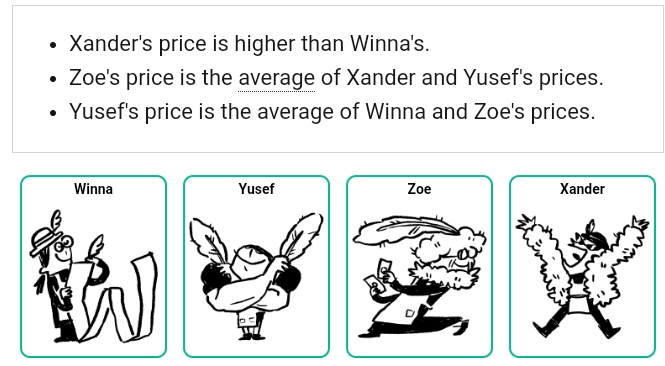 • Xander's price is higher than Winna's.
• Zoe's price is the average of Xander and Yusef's prices.
• Yusef's price is the average of Winna and Zoe's prices.
Winna
Yusef
Zoe
Xander